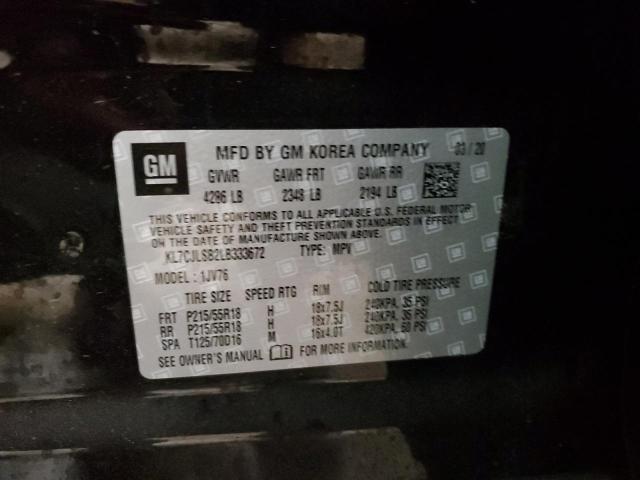 GM
MFD BY GM KOREA COMPANY 03/20
GVWR GAWR FRT GAWR RR
4286 LB 2348 LB 2194 LB
THIS VEHICLE CONFORMS TO ALL APPLICABLE U.S. FEDERAL MOTOR
VEHICLE SAFETY AND THEFT PREVENTION STANDARDS IN EFFECT
ON THE DATE OF MANUFACTURE SHOWN ABOVE.
KL7CJLSB2LB333672 TYPE: MPV
MODEL: 1JV76
TIRE SIZE SPEED RTG RIM COLD TIRE PRESSURE
FRT P215/55R18 H 18x7.5J 240KPA, 35 PSI
RR P215/55R18 H 18x7.5J 240KPA, 35 PSI
SPA T125/70D16 M 16x4.0T 420KPA, 60 PSI
SEE OWNER'S MANUAL FOR MORE INFORMATION.